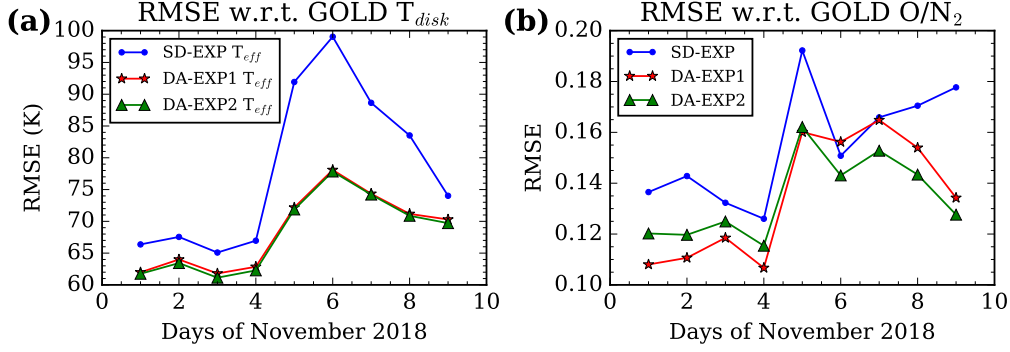 (a) RMSE w.r.t. GOLD T_disk
SD-EXP T_eff
DA-EXP1 T_eff
DA-EXP2 T_eff
RMSE (K)
100
95
90
85
80
75
70
65
60
0 2 4 6 8 10
Days of November 2018
(b) RMSE w.r.t. GOLD O/N_2
SD-EXP
DA-EXP1
DA-EXP2
RMSE
0.20
0.18
0.16
0.14
0.12
0.10
0 2 4 6 8 10
Days of November 2018